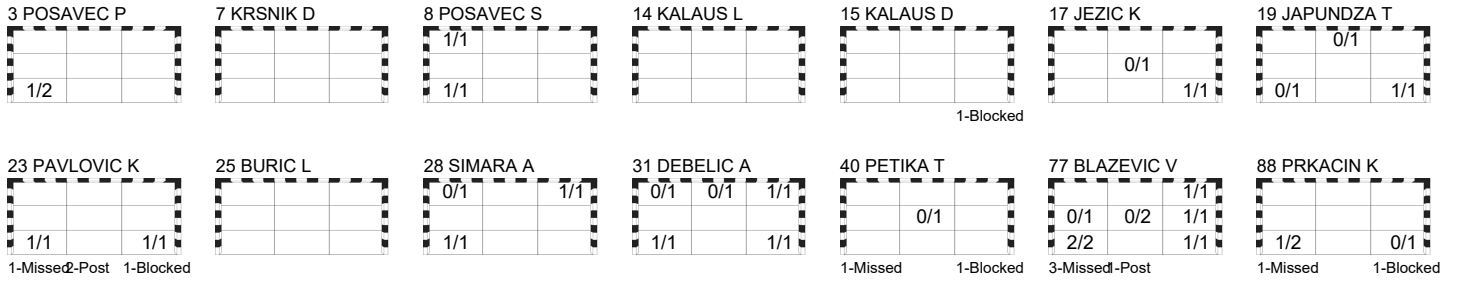 3 POSAVEC P 7 KRSNIK D 8 POSAVEC S 14 KALAUS L 15 KALAUS D 17 JEZIC K 19 JAPUNDZA T
1/1 0/1
0/1
1/2 1/1 1/1 0/1 1/1
1-Blocked
23 PAVLOVIC K 25 BURIC L 28 SIMARA A 31 DEBELIC A 40 PETIKA T 77 BLAZEVIC V 88 PRKACIN K
0/1 1/1 0/1 0/1 1/1 1/1
0/1 0/1 0/2 1/1
1/1 1/1 1/1 1/1 1/1 2/2 1/1 1/2 0/1
1-Missed 2-Post 1-Blocked 1-Missed 1-Blocked 3-Missed 1-Post 1-Missed 1-Blocked